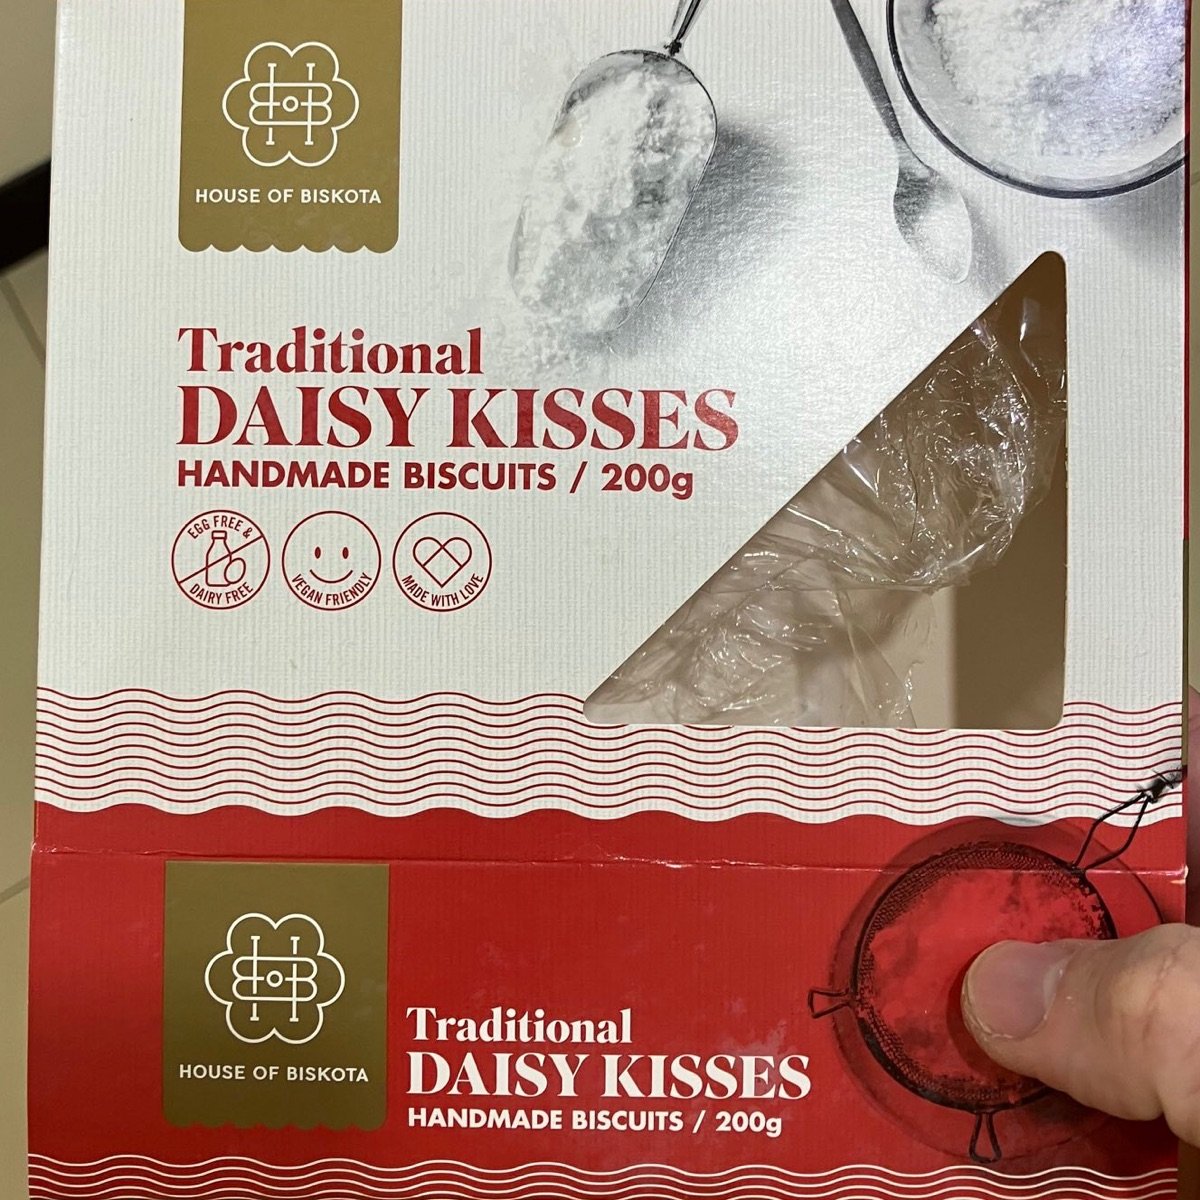 HOUSE OF BISKOTA
Traditional
DAISY KISSES
HANDMADE BISCUITS / 200g
EGG FREE &
DAIRY FREE
VEGAN FRIENDLY
MADE WITH LOVE
HOUSE OF BISKOTA
Traditional
DAISY KISSES
HANDMADE BISCUITS / 200g